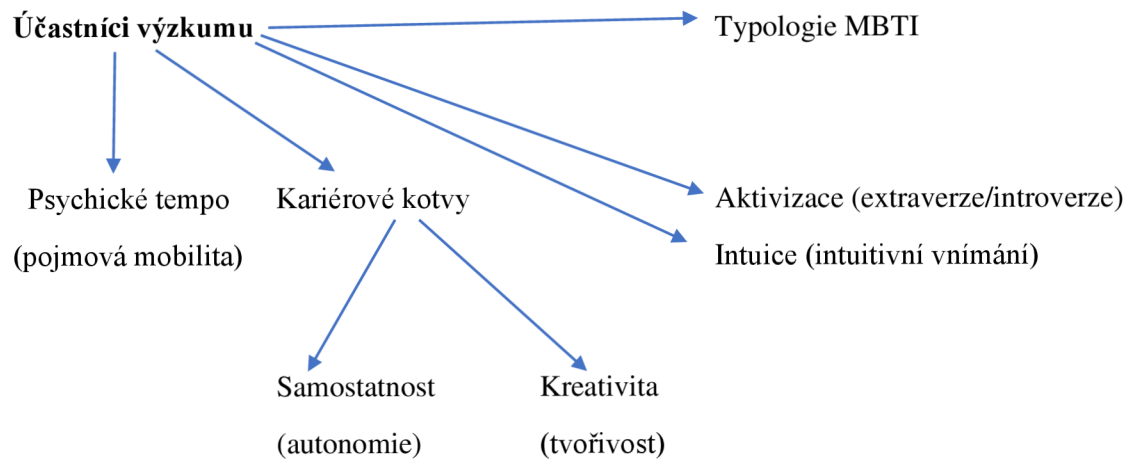 Účastníci výzkumu
Typologie MBTI
Psychické tempo
(pojmová mobilita)
Kariérové kotvy
Aktivizace (extraverze/introverze)
Intuice (intuitivní vnímání)
Samostatnost
(autonomie)
Kreativita
(tvořivost)